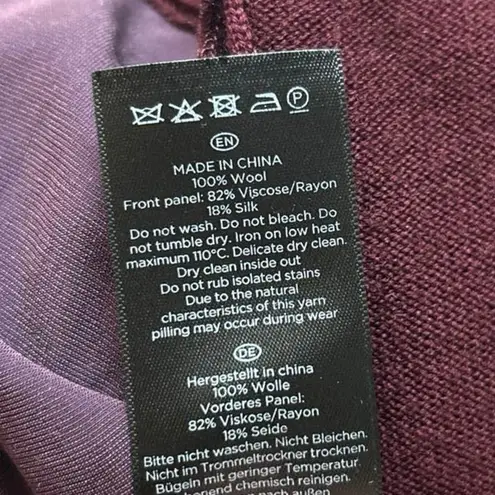 P
EN
MADE IN CHINA
100% Wool
Front panel: 82% Viscose/Rayon
18% Silk
Do not wash. Do not bleach. Do
not tumble dry. Iron on low heat
maximum 110°C. Delicate dry clean.
Dry clean inside out
Do not rub isolated stains
Due to the natural
characteristics of this yarn
pilling may occur during wear
DE
Hergestellt in china
100% Wolle
Vorderes Panel:
82% Viskose/Rayon
18% Seide
Bitte nicht waschen. Nicht Bleichen.
Nicht im Trommeltrockner trocknen.
Bügeln mit geringer Temperatur
chemisch reinigen.
außen